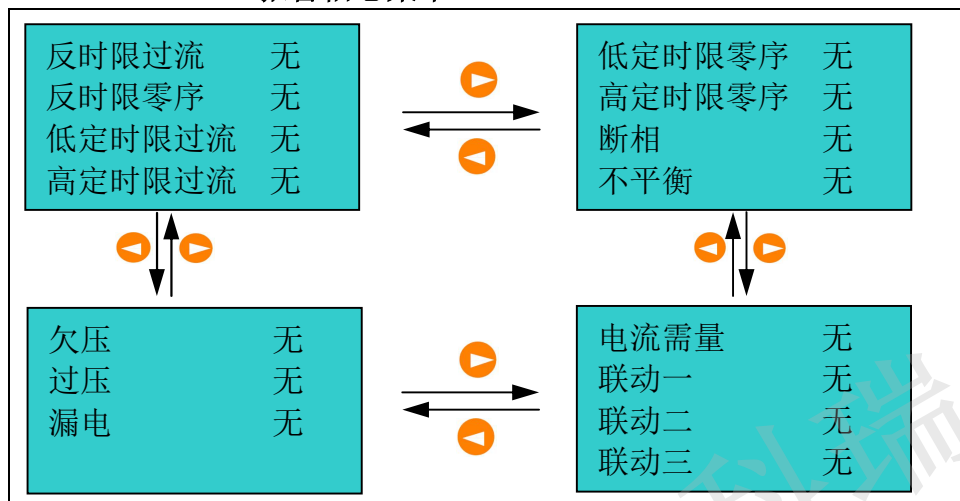 反时限过流 无
反时限零序 无
低定时限过流 无
高定时限过流 无
低定时限零序 无
高定时限零序 无
断相 无
不平衡 无
欠压 无
过压 无
漏电 无
电流需量 无
联动一 无
联动二 无
联动三 无
科瑞